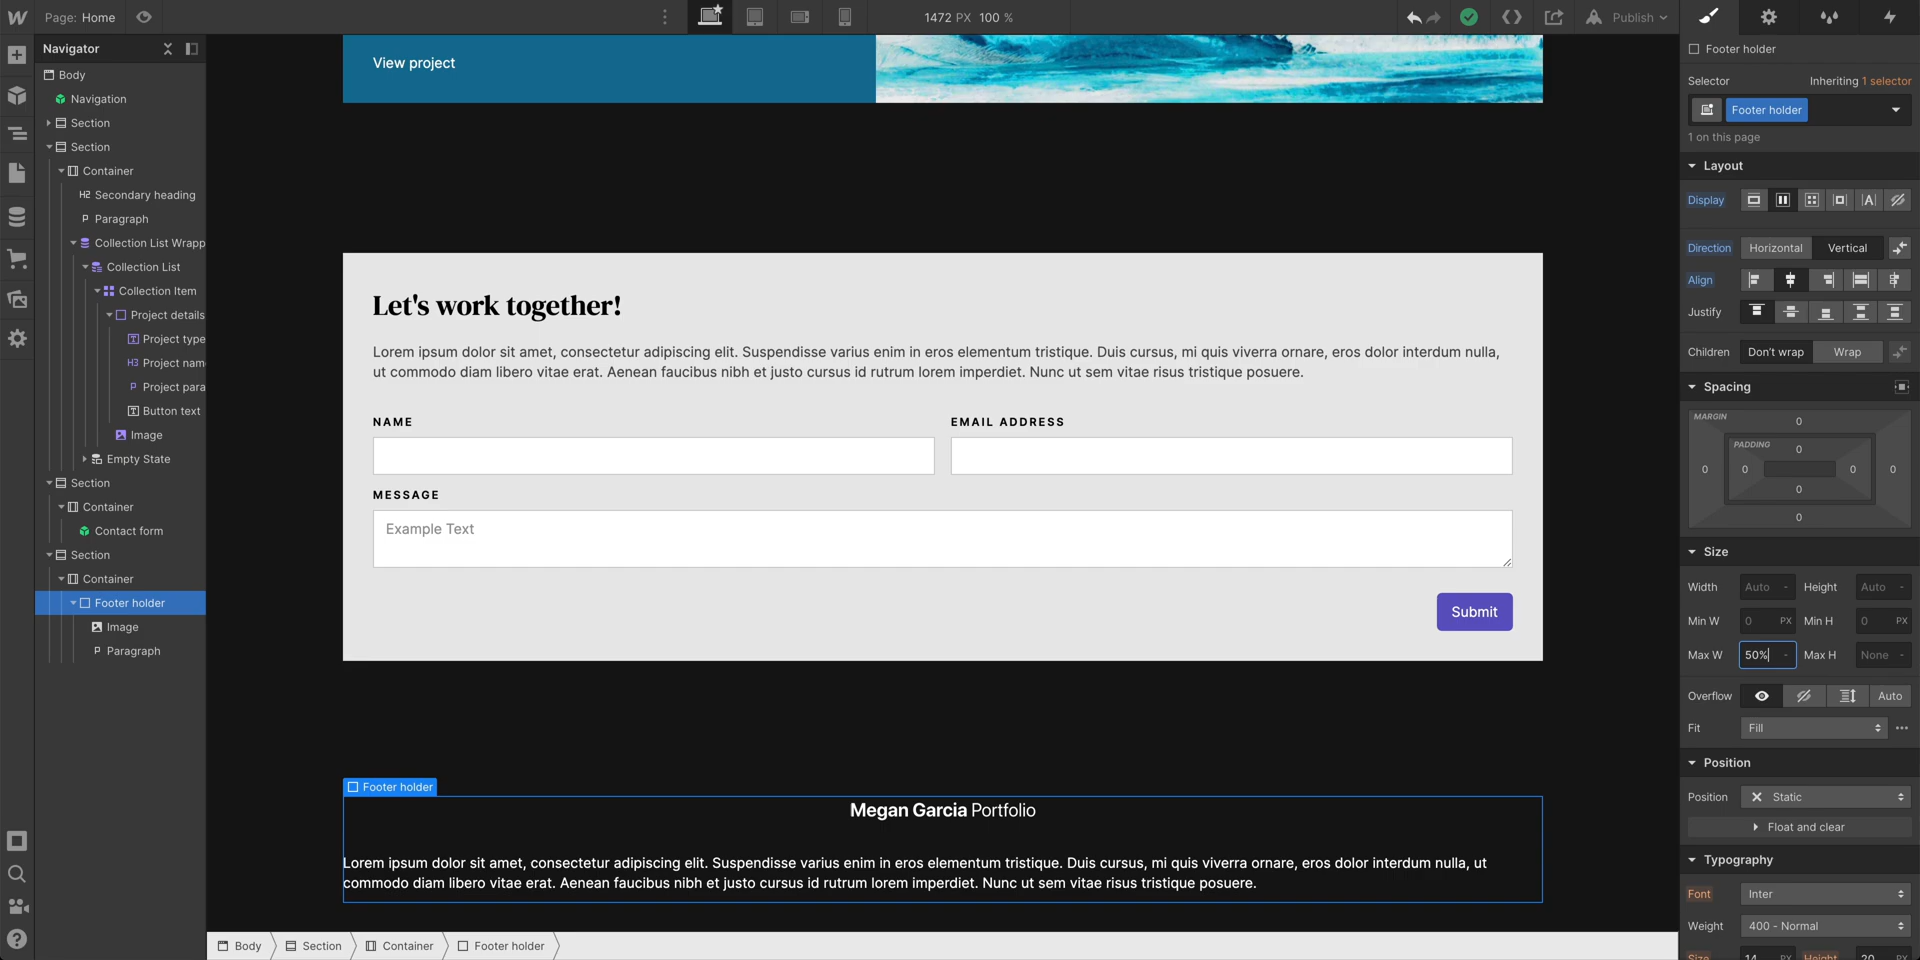 Page: Home
1472 PX 100 %
Publish
Navigator
Body
Navigation
Section
Section
Container
H2 Secondary heading
P Paragraph
Collection List Wrapp
Collection List
Collection Item
Project details
Project type
H3 Project nam
P Project para
Button text
Image
Empty State
Section
Container
Contact form
Section
Container
Footer holder
Image
P Paragraph
View project
Let's work together!
Lorem ipsum dolor sit amet, consectetur adipiscing elit. Suspendisse varius enim in eros elementum tristique. Duis cursus, mi quis viverra ornare, eros dolor interdum nulla,
ut commodo diam libero vitae erat. Aenean faucibus nibh et justo cursus id rutrum lorem imperdiet. Nunc ut sem vitae risus tristique posuere.
NAME
EMAIL ADDRESS
MESSAGE
Example Text
Submit
Footer holder
Megan Garcia Portfolio
Lorem ipsum dolor sit amet, consectetur adipiscing elit. Suspendisse varius enim in eros elementum tristique. Duis cursus, mi quis viverra ornare, eros dolor interdum nulla, ut
commodo diam libero vitae erat. Aenean faucibus nibh et justo cursus id rutrum lorem imperdiet. Nunc ut sem vitae risus tristique posuere.
Body Section Container Footer holder
Footer holder
Selector Inheriting 1 selector
Footer holder
1 on this page
Layout
Display
Direction Horizontal Vertical
Align
Justify
Children Don't wrap Wrap
Spacing
MARGIN
0
PADDING
0
0 0 0 0
0
0
Size
Width Auto - Height Auto -
Min W 0 PX Min H 0 PX
Max W 50% - Max H None -
Overflow Auto
Fit Fill
Position
Position Static
Float and clear
Typography
Font Inter
Weight 400 - Normal
Size 14 PX Height 20 PX